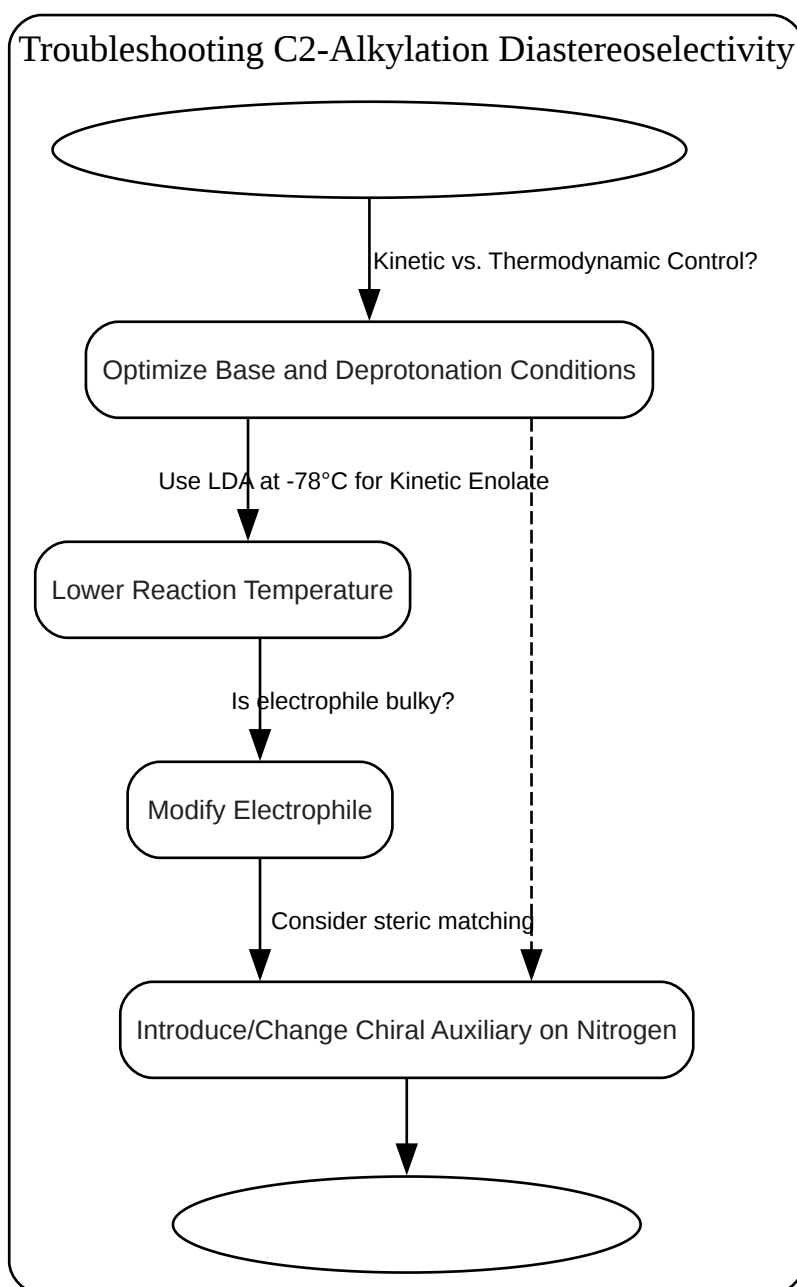 Troubleshooting C2-Alkylation Diastereoselectivity
Kinetic vs. Thermodynamic Control?
Optimize Base and Deprotonation Conditions
Use LDA at -78°C for Kinetic Enolate
Lower Reaction Temperature
Is electrophile bulky?
Modify Electrophile
Consider steric matching
Introduce/Change Chiral Auxiliary on Nitrogen